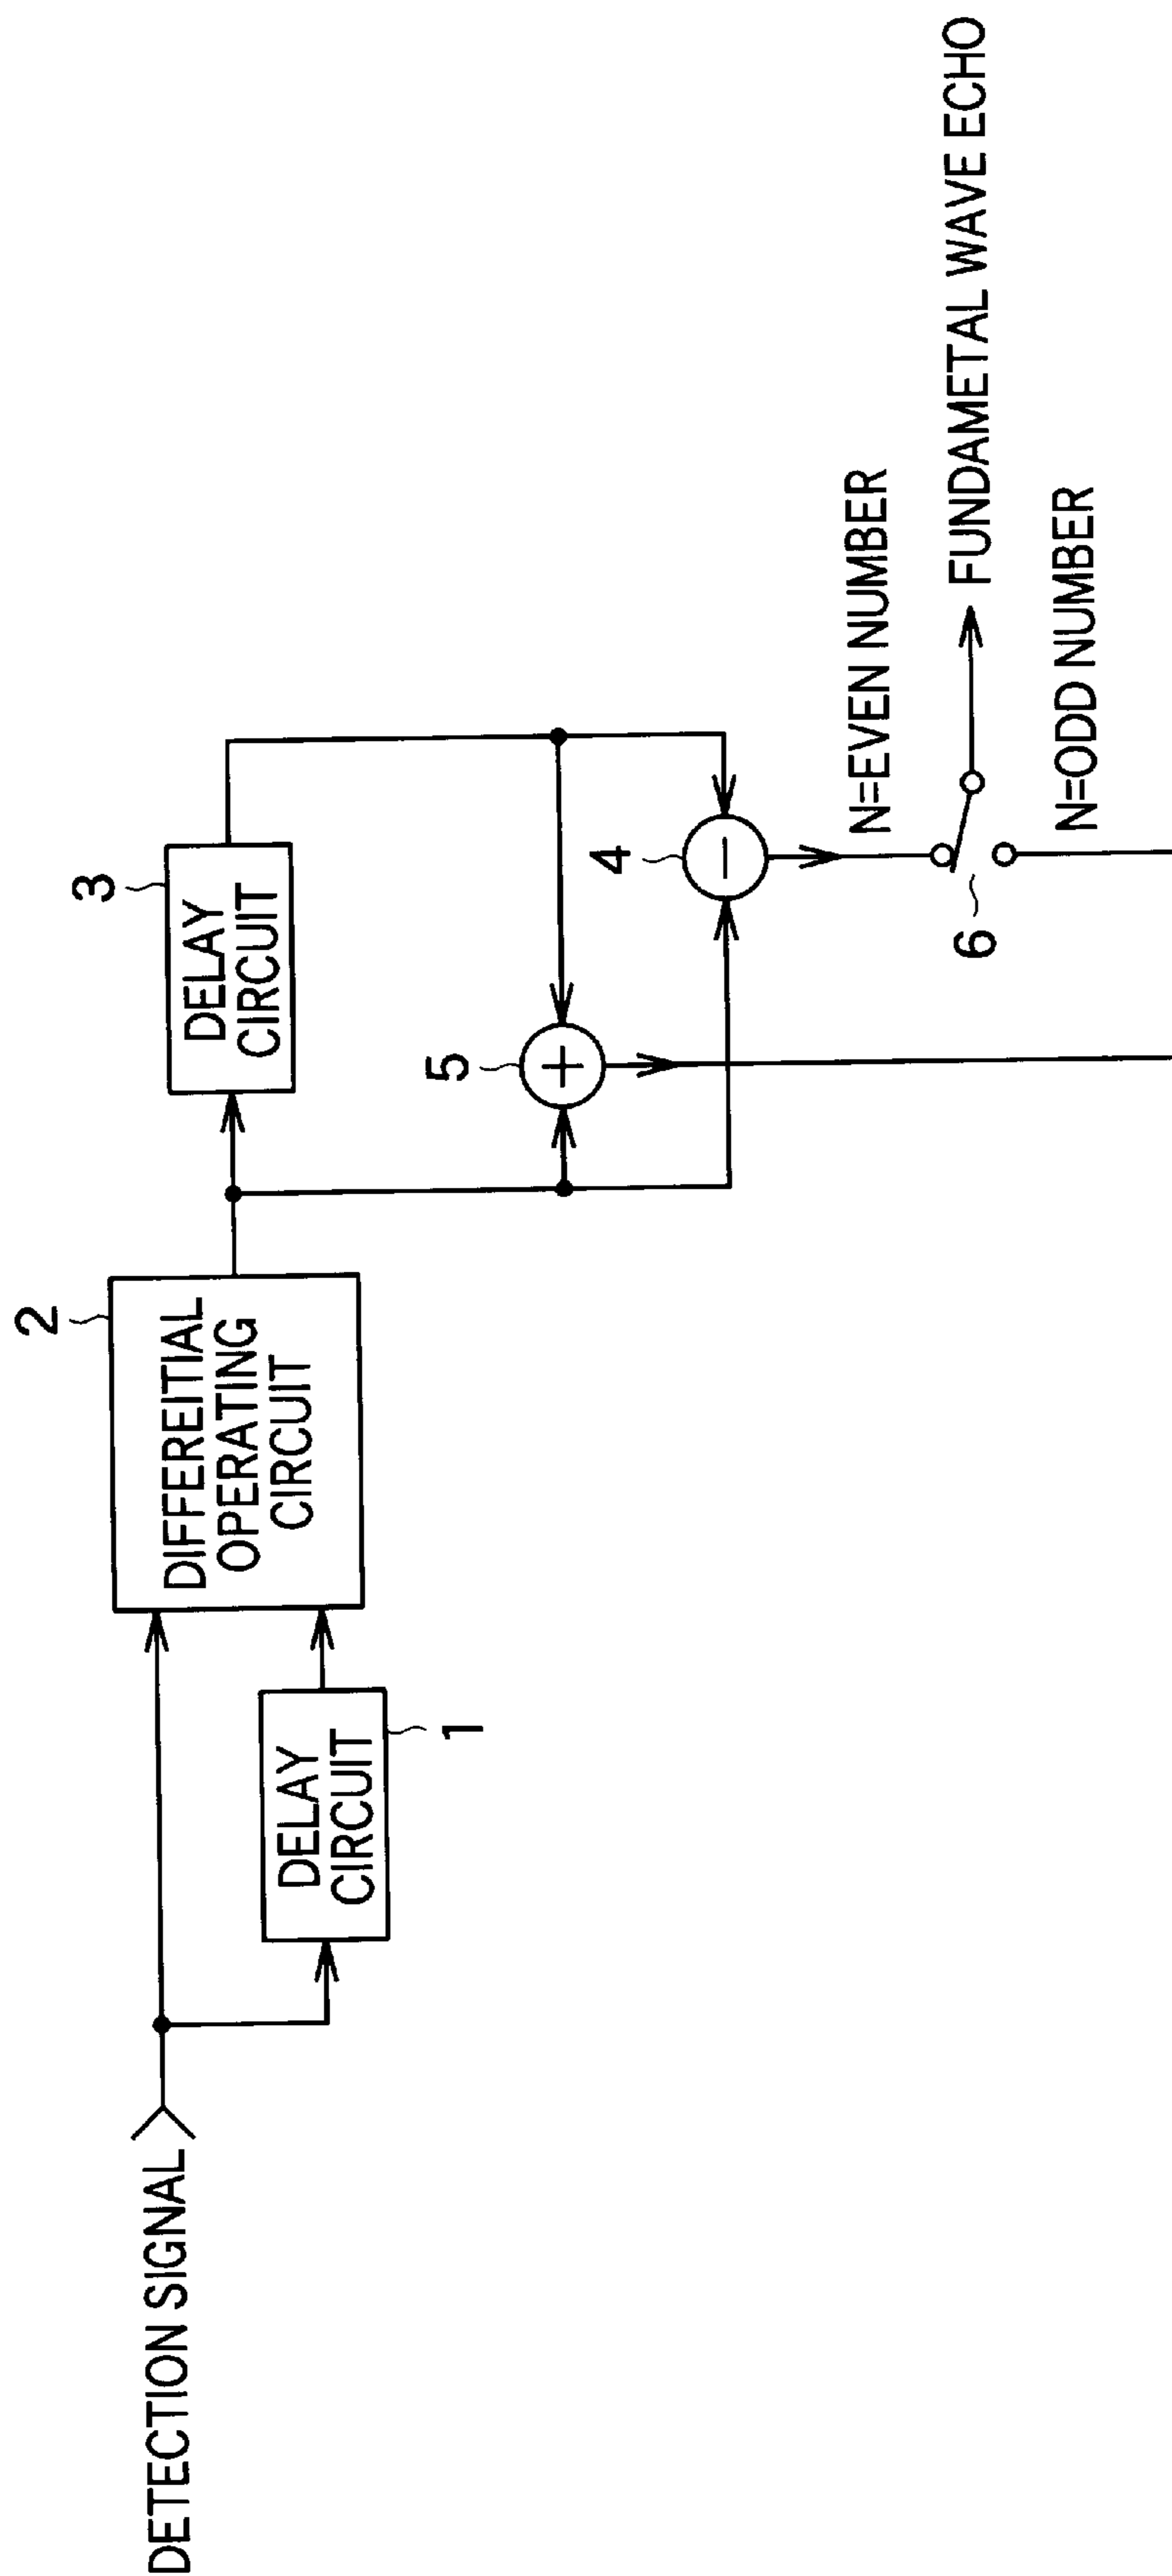 DETECTION SIGNAL
DELAY
CIRCUIT
1
DIFFEREITIAL
OPERATING
CIRCUIT
2
DELAY
CIRCUIT
3
5
+
4
−
6
N=EVEN NUMBER
FUNDAMETAL WAVE ECHO
N=ODD NUMBER